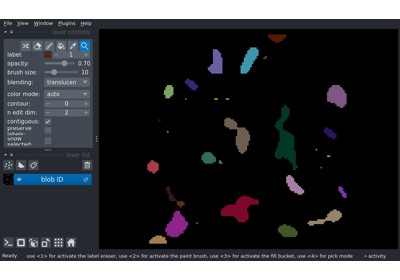 File View Window Plugins Help
layer controls
label: 1
opacity: 0.70
brush size: 10
blending: translucen
color mode: auto
contour: 0
n edit dim: 2
contiguous: ✓
preserve labels:
show selected:
layer list
blob ID
Ready use <1> for activate the label eraser, use <2> for activate the paint brush, use <3> for activate the fill bucket, use <4> for pick mode activity